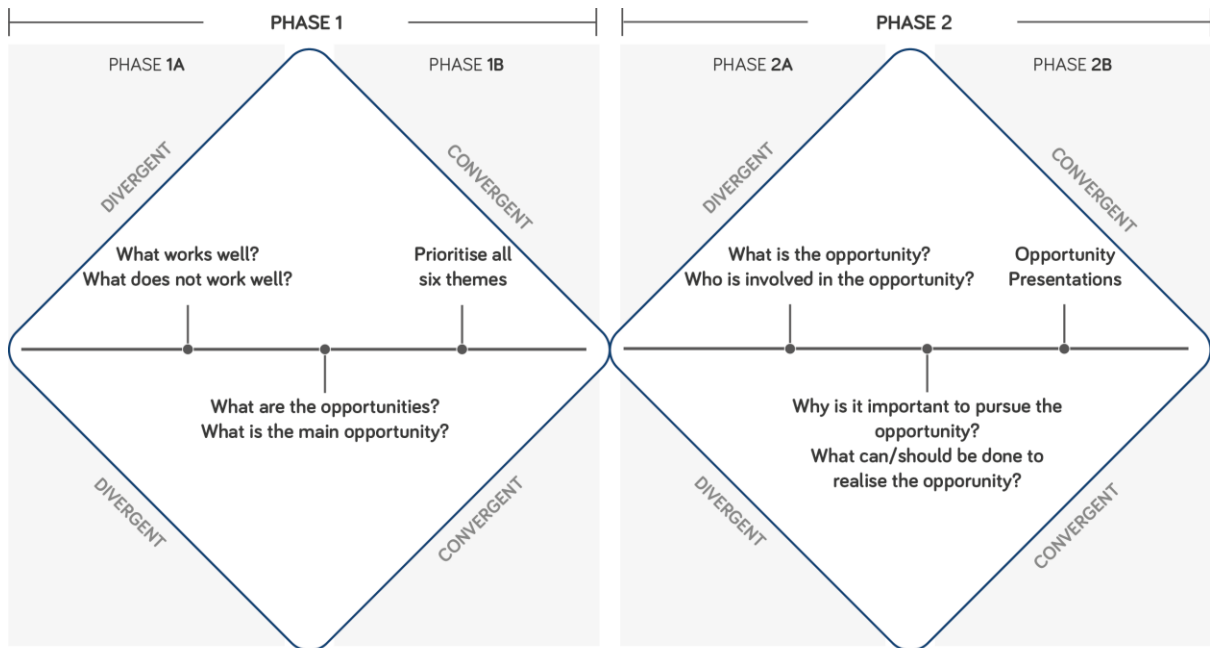 PHASE 1
PHASE 2
PHASE 1A
PHASE 1B
PHASE 2A
PHASE 2B
DIVERGENT
CONVERGENT
DIVERGENT
CONVERGENT
What works well?
What does not work well?
Prioritise all
six themes
What is the opportunity?
Who is involved in the opportunity?
Opportunity
Presentations
What are the opportunities?
What is the main opportunity?
Why is it important to pursue the
opportunity?
What can/should be done to
realise the opporunity?
DIVERGENT
CONVERGENT
DIVERGENT
CONVERGENT